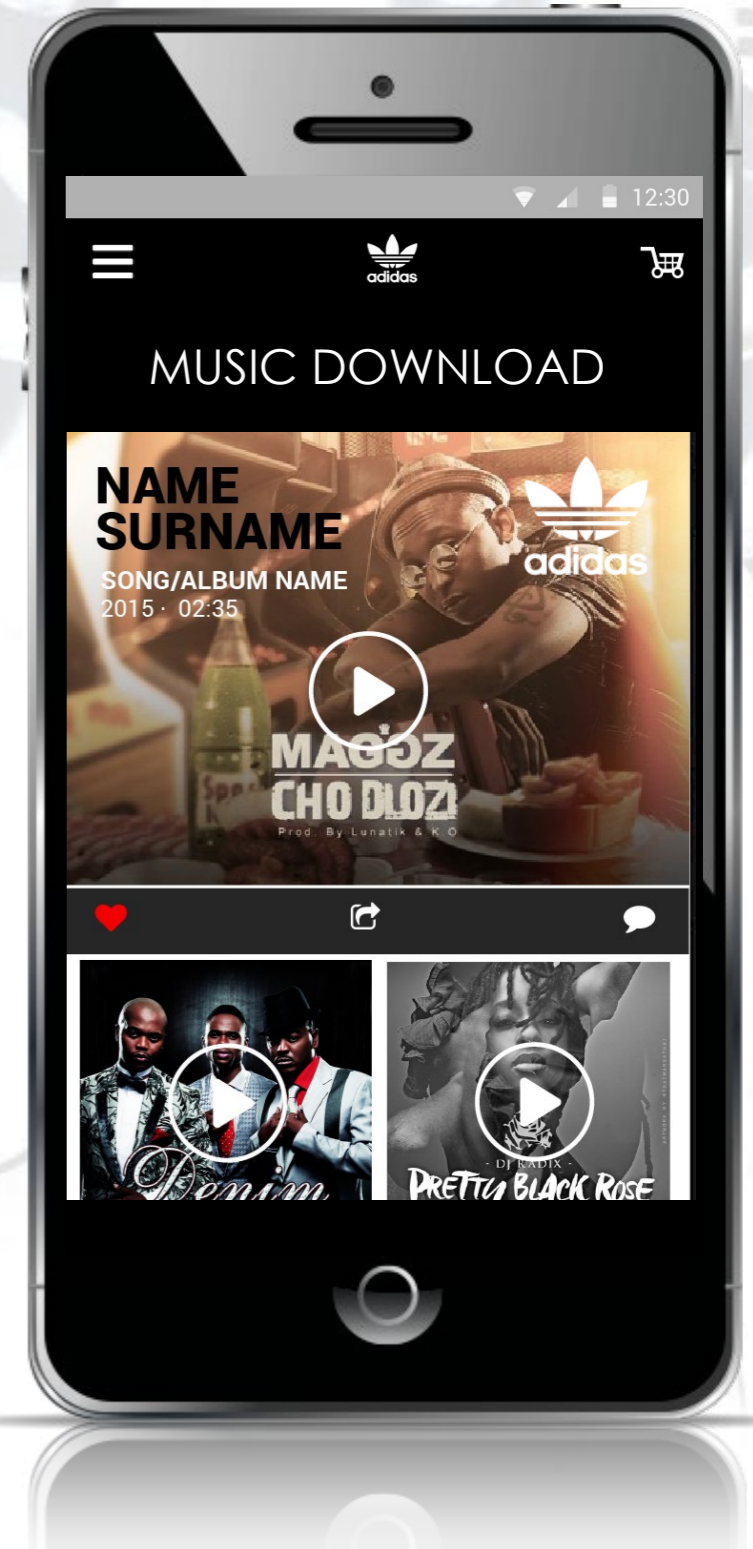 12:30
adidas
MUSIC DOWNLOAD
NAME
SURNAME
adidas
SONG/ALBUM NAME
2015 · 02:35
MAGGZ
CHO DLOZI
Prod. By Lunatik & K.O
Denim
- DJ RADIX -
PRETTY BLACK ROSE